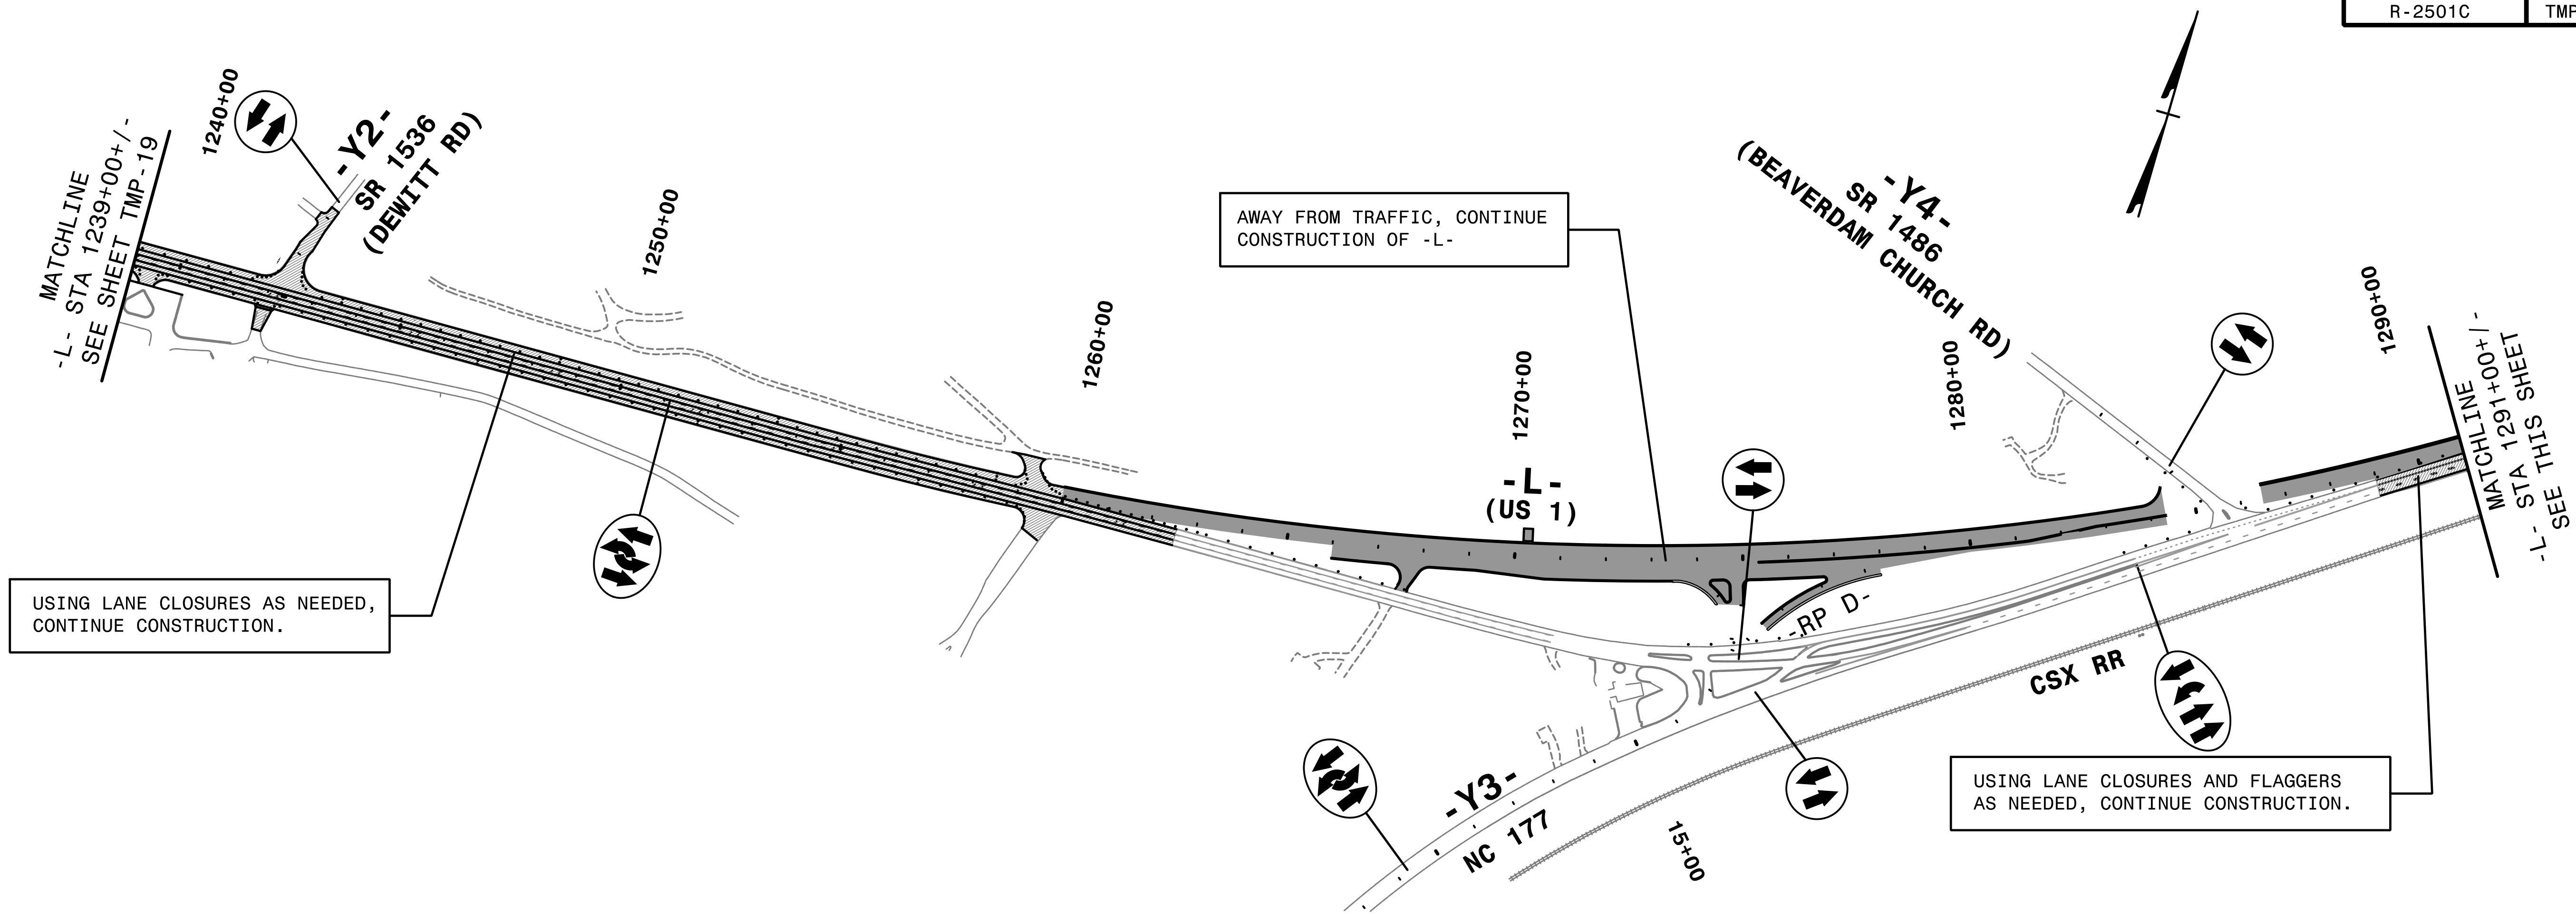 R-2501C
TMP
MATCHLINE
-L- STA 1239+00+/-
SEE SHEET TMP-19
1240+00
-Y2-
SR 1536
(DEWITT RD)
1250+00
1260+00
AWAY FROM TRAFFIC, CONTINUE
CONSTRUCTION OF -L-
1270+00
-L-
(US 1)
-Y4-
SR 1486
(BEAVERDAM CHURCH RD)
1280+00
1290+00
MATCHLINE
-L- STA 1291+00+/-
SEE THIS SHEET
USING LANE CLOSURES AS NEEDED,
CONTINUE CONSTRUCTION.
-RP D-
CSX RR
-Y3-
NC 177
15+00
USING LANE CLOSURES AND FLAGGERS
AS NEEDED, CONTINUE CONSTRUCTION.